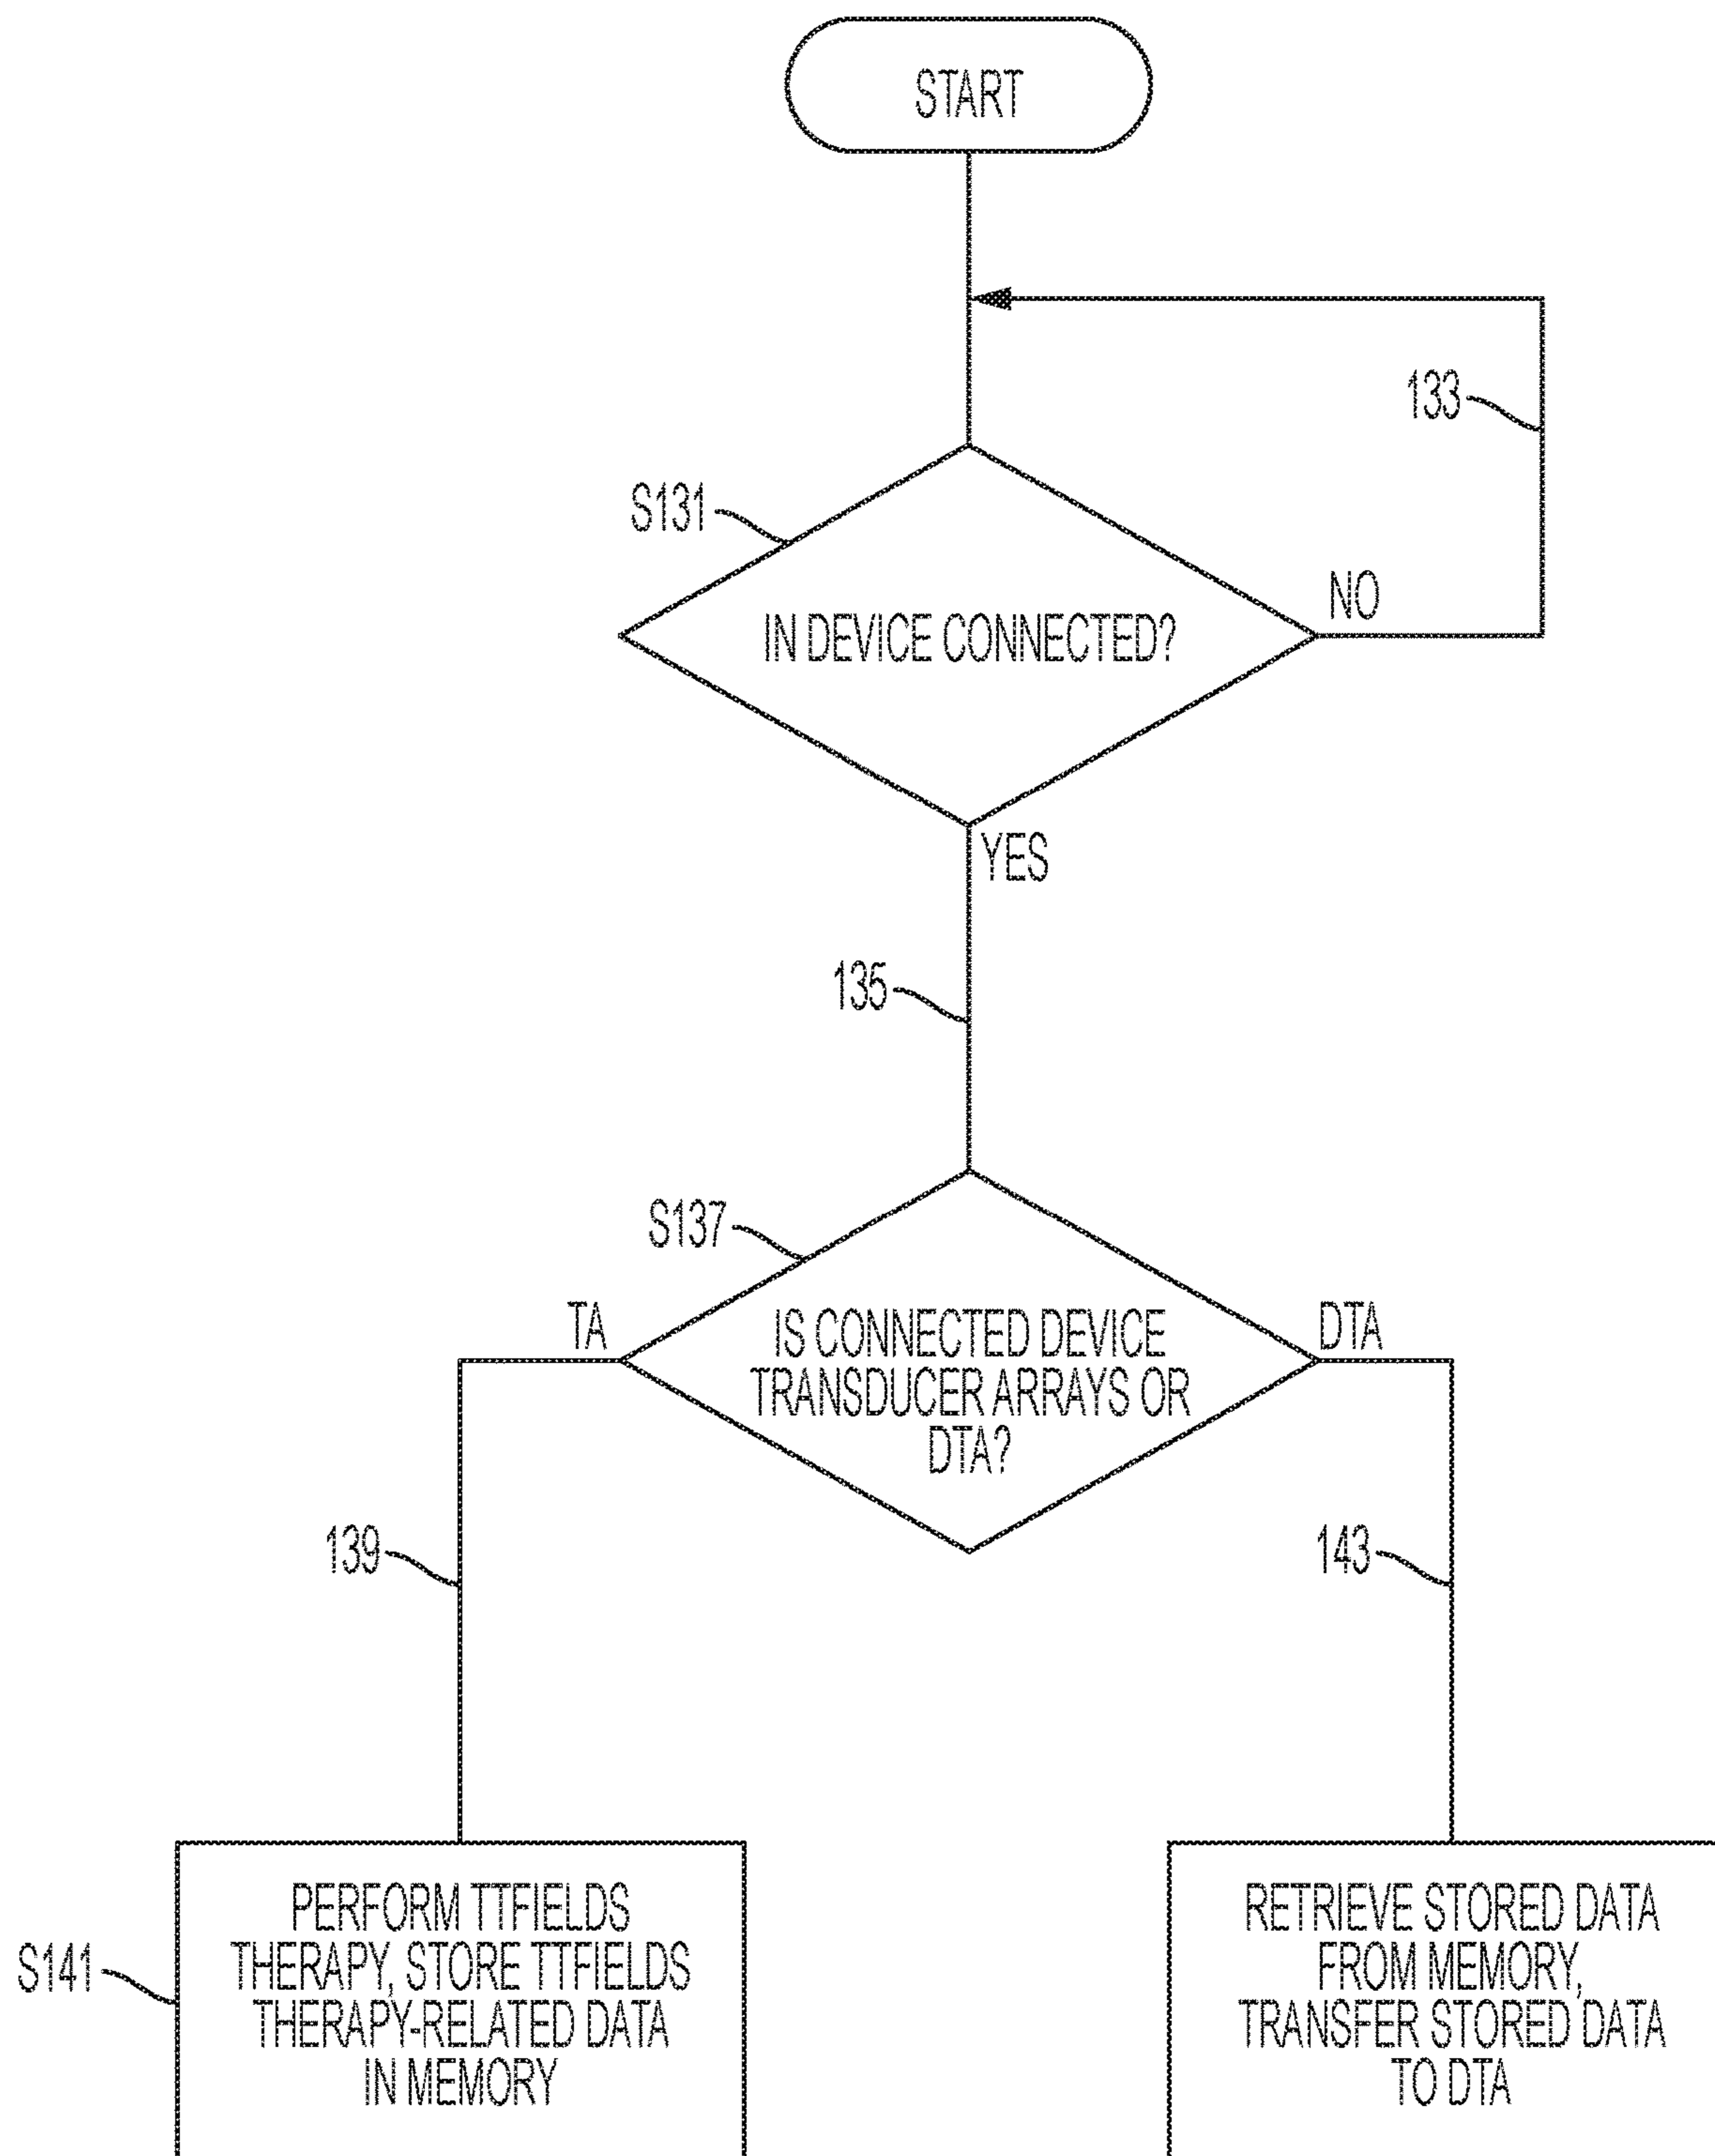 START
133
S131
NO
IN DEVICE CONNECTED?
YES
135
S137
TA
DTA
IS CONNECTED DEVICE
TRANSDUCER ARRAYS OR
DTA?
139
143
S141
PERFORM TTFIELDS
THERAPY, STORE TTFIELDS
THERAPY-RELATED DATA
IN MEMORY
RETRIEVE STORED DATA
FROM MEMORY,
TRANSFER STORED DATA
TO DTA